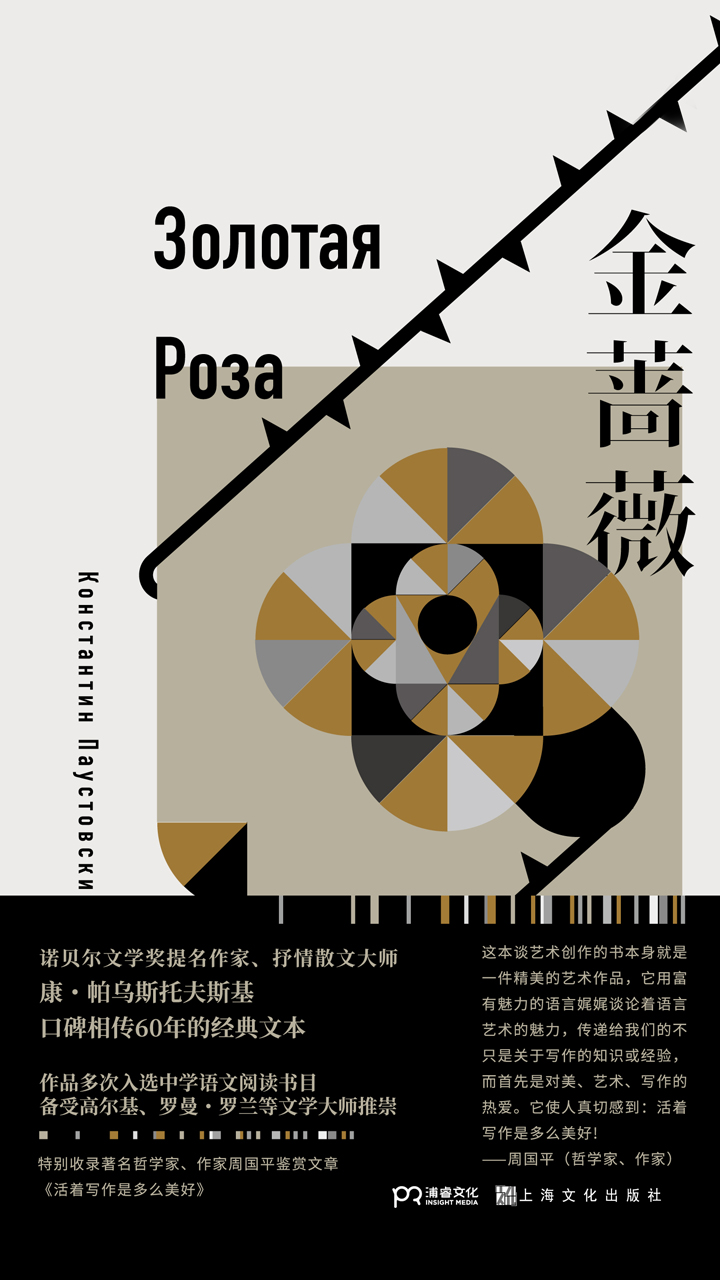 Золотая
Роза
金蔷薇
Константин Паустовски
诺贝尔文学奖提名作家、抒情散文大师
康·帕乌斯托夫斯基
口碑相传60年的经典文本
作品多次入选中学语文阅读书目
备受高尔基、罗曼·罗兰等文学大师推崇
特别收录著名哲学家、作家周国平鉴赏文章
《活着写作是多么美好》
这本谈艺术创作的书本身就是
一件精美的艺术作品，它用富
有魅力的语言娓娓谈论着语言
艺术的魅力，传递给我们的不
只是关于写作的知识或经验，
而首先是对美、艺术、写作的
热爱。它使人真切感到：活着
写作是多么美好!
——周国平（哲学家、作家）
浦睿文化
INSIGHT MEDIA
上海文化出版社